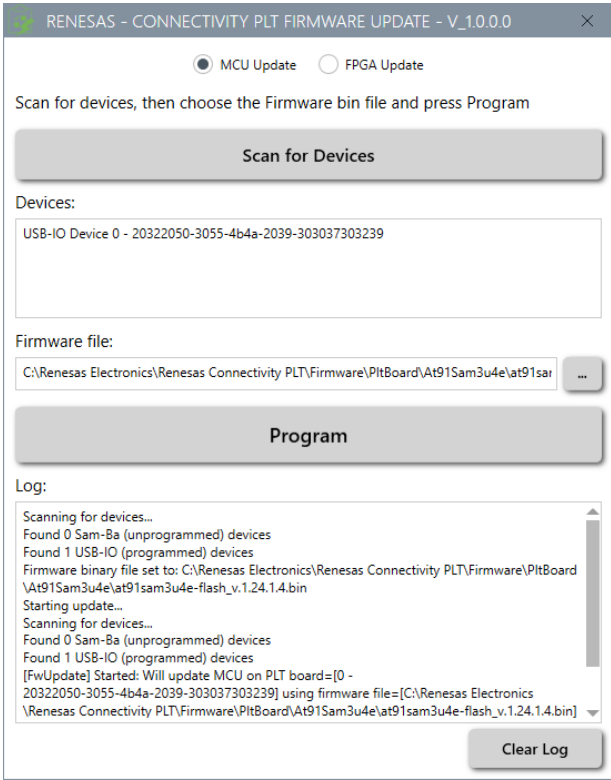 RENESAS - CONNECTIVITY PLT FIRMWARE UPDATE - V_1.0.0.0
MCU Update FPGA Update
Scan for devices, then choose the Firmware bin file and press Program
Scan for Devices
Devices:
USB-IO Device 0 - 20322050-3055-4b4a-2039-303037303239
Firmware file:
C:\Renesas Electronics\Renesas Connectivity PLT\Firmware\PltBoard\At91Sam3u4e\at91sar
...
Program
Log:
Scanning for devices...
Found 0 Sam-Ba (unprogrammed) devices
Found 1 USB-IO (programmed) devices
Firmware binary file set to: C:\Renesas Electronics\Renesas Connectivity PLT\Firmware\PltBoard
\At91Sam3u4e\at91sam3u4e-flash_v.1.24.1.4.bin
Starting update...
Scanning for devices...
Found 0 Sam-Ba (unprogrammed) devices
Found 1 USB-IO (programmed) devices
[FwUpdate] Started: Will update MCU on PLT board=[0 -
20322050-3055-4b4a-2039-303037303239] using firmware file=[C:\Renesas Electronics
\Renesas Connectivity PLT\Firmware\PltBoard\At91Sam3u4e\at91sam3u4e-flash_v.1.24.1.4.bin]
Clear Log